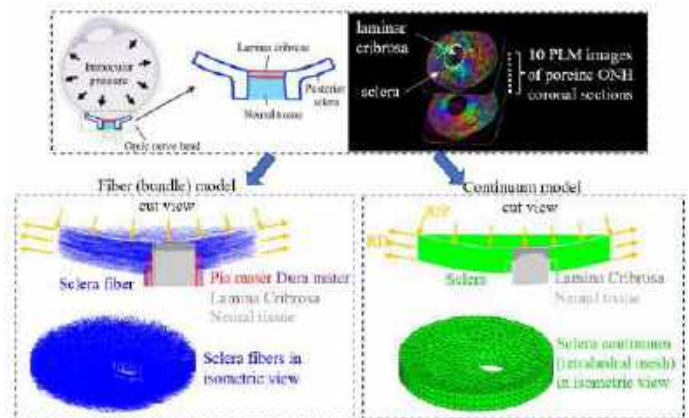 Intraocular
pressure
Optic nerve head
Lamina cribrosa
Posterior
sclera
Neural tissue
laminar
cribrosa
sclera
10 PLM images
of porcine ONH
coronal sections
Fiber (bundle) model
cut view
Sclera fiber
Pia mater Dura mater
Lamina Cribrosa
Neural tissue
Sclera fibers in
isometric view
Continuum model
cut view
Sclera
Lamina Cribrosa
Neural tissue
Sclera continuum
(tetrahedral mesh)
in isometric view